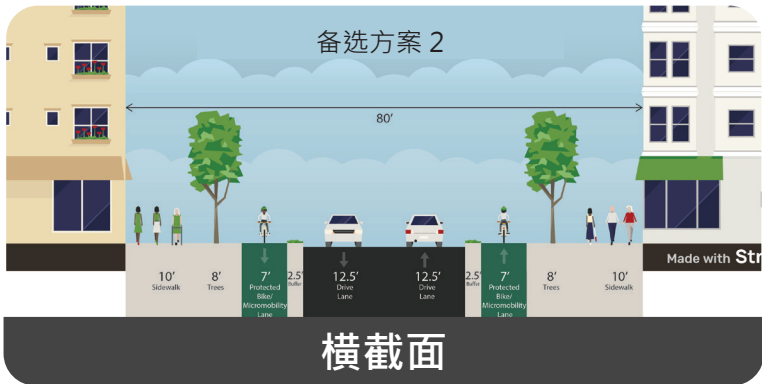 备选方案 2
80’
10’
Sidewalk
8’
Trees
7’
Protected
Bike/
Micromobility
Lane
2.5’
Buffer
12.5’
Drive
Lane
12.5’
Drive
Lane
2.5’
Buffer
7’
Protected
Bike/
Micromobility
Lane
8’
Trees
10’
Sidewalk
Made with Str
横截面